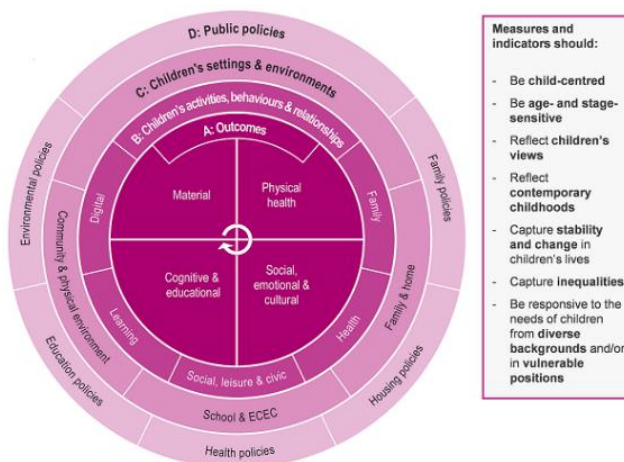 D: Public policies
C: Children's settings & environments
B: Children's activities, behaviours & relationships
A: Outcomes
Material
Physical
health
Cognitive &
educational
Social,
emotional &
cultural
Digital
Family
Learning
Health
Social, leisure & civic
Community & physical environment
Family & home
School & ECEC
Environmental policies
Family policies
Education policies
Housing policies
Health policies
Measures and
indicators should:
- Be child-centred
- Be age- and stage-
sensitive
- Reflect children's
views
- Reflect
contemporary
childhoods
- Capture stability
and change in
children's lives
- Capture inequalities
- Be responsive to the
needs of children
from diverse
backgrounds and/or
in vulnerable
positions